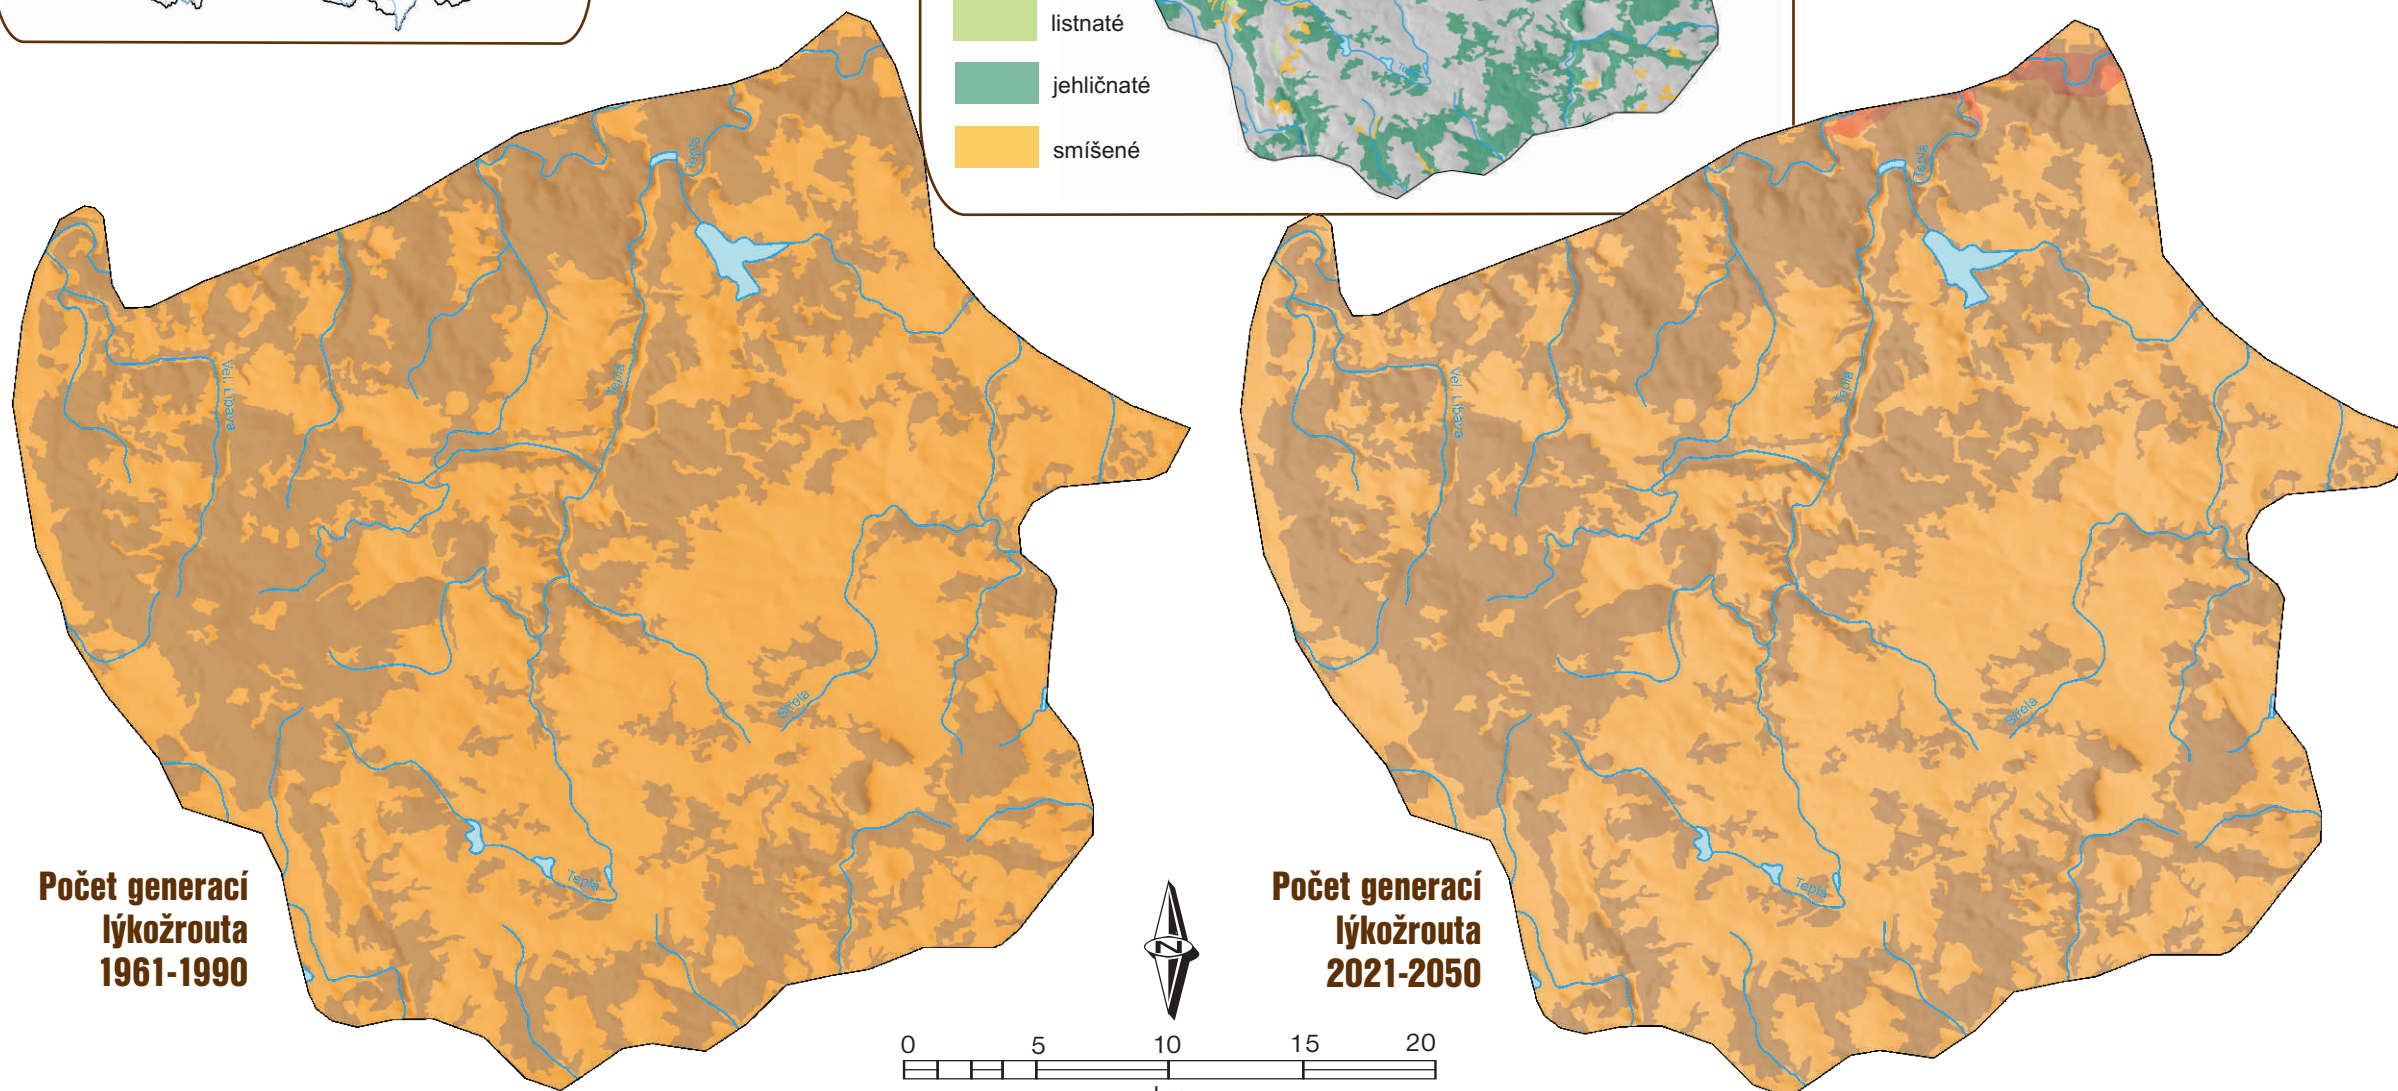 listnaté
jehličnaté
smíšené
Teplá
Teplá
Teplá
Vel. Libava
Střela
Teplá
Počet generací
lýkožrouta
1961-1990
Teplá
Teplá
Vel. Libava
Střela
Teplá
Počet generací
lýkožrouta
2021-2050
N
0 5 10 15 20